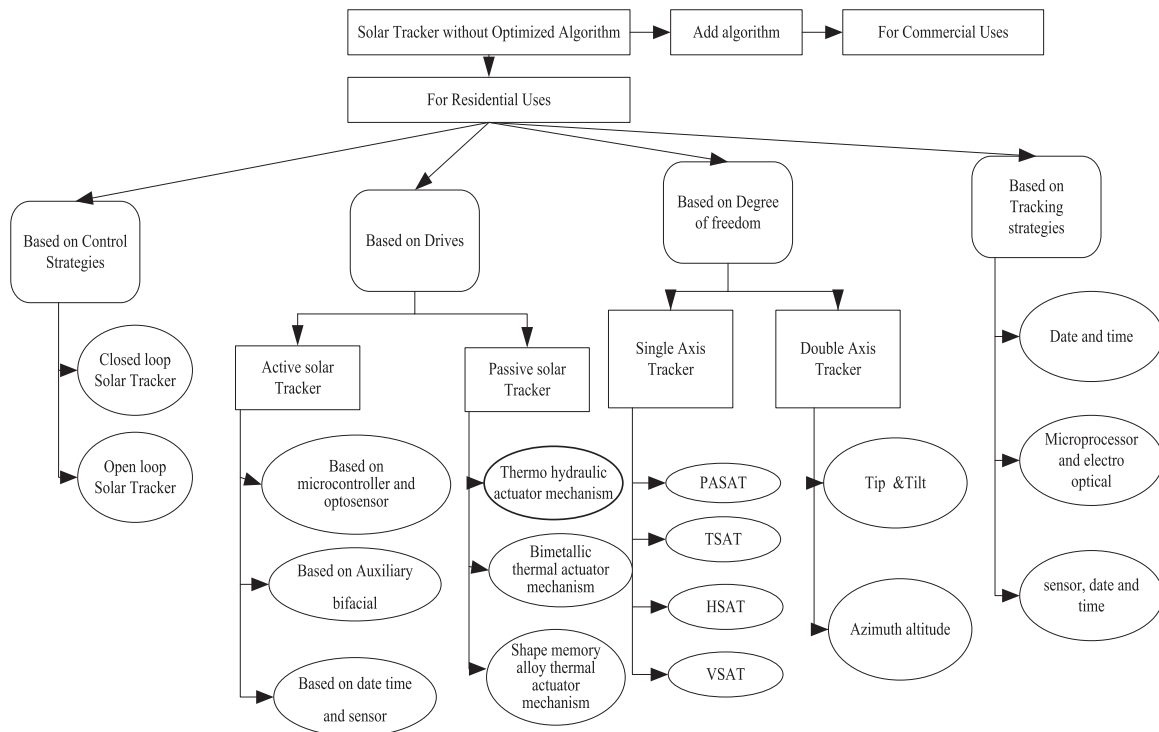 Solar Tracker without Optimized Algorithm
Add algorithm
For Commercial Uses
For Residential Uses
Based on Control
Strategies
Closed loop
Solar Tracker
Open loop
Solar Tracker
Based on Drives
Active solar
Tracker
Based on
microcontroller and
optosensor
Based on Auxiliary
bifacial
Based on date time
and sensor
Passive solar
Tracker
Thermo hydraulic
actuator mechanism
Bimetallic
thermal actuator
mechanism
Shape memory
alloy thermal
actuator
mechanism
Based on Degree
of freedom
Single Axis
Tracker
PASAT
TSAT
HSAT
VSAT
Double Axis
Tracker
Tip &Tilt
Azimuth altitude
Based on
Tracking
strategies
Date and time
Microprocessor
and electro
optical
sensor, date and
time